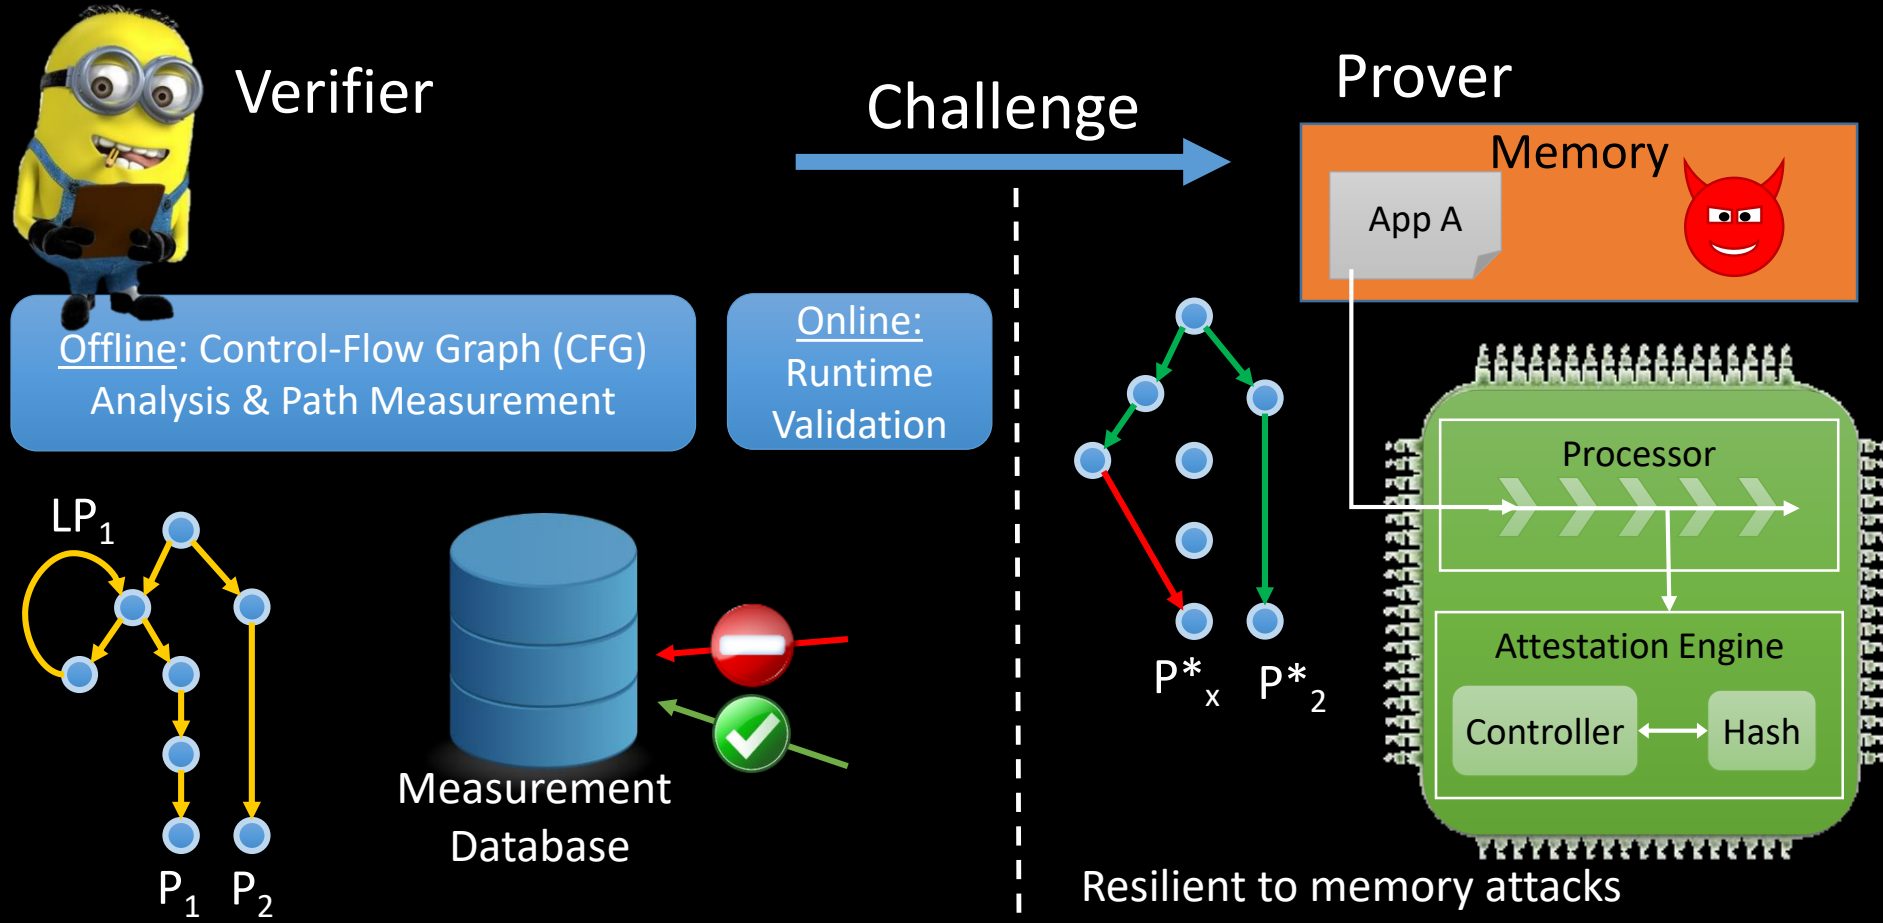 Verifier
Challenge
Prover
Memory
App A
Offline: Control-Flow Graph (CFG)
Analysis & Path Measurement
Online:
Runtime
Validation
LP1
P1
P2
Measurement
Database
P*x
P*2
Processor
Attestation Engine
Controller
Hash
Resilient to memory attacks